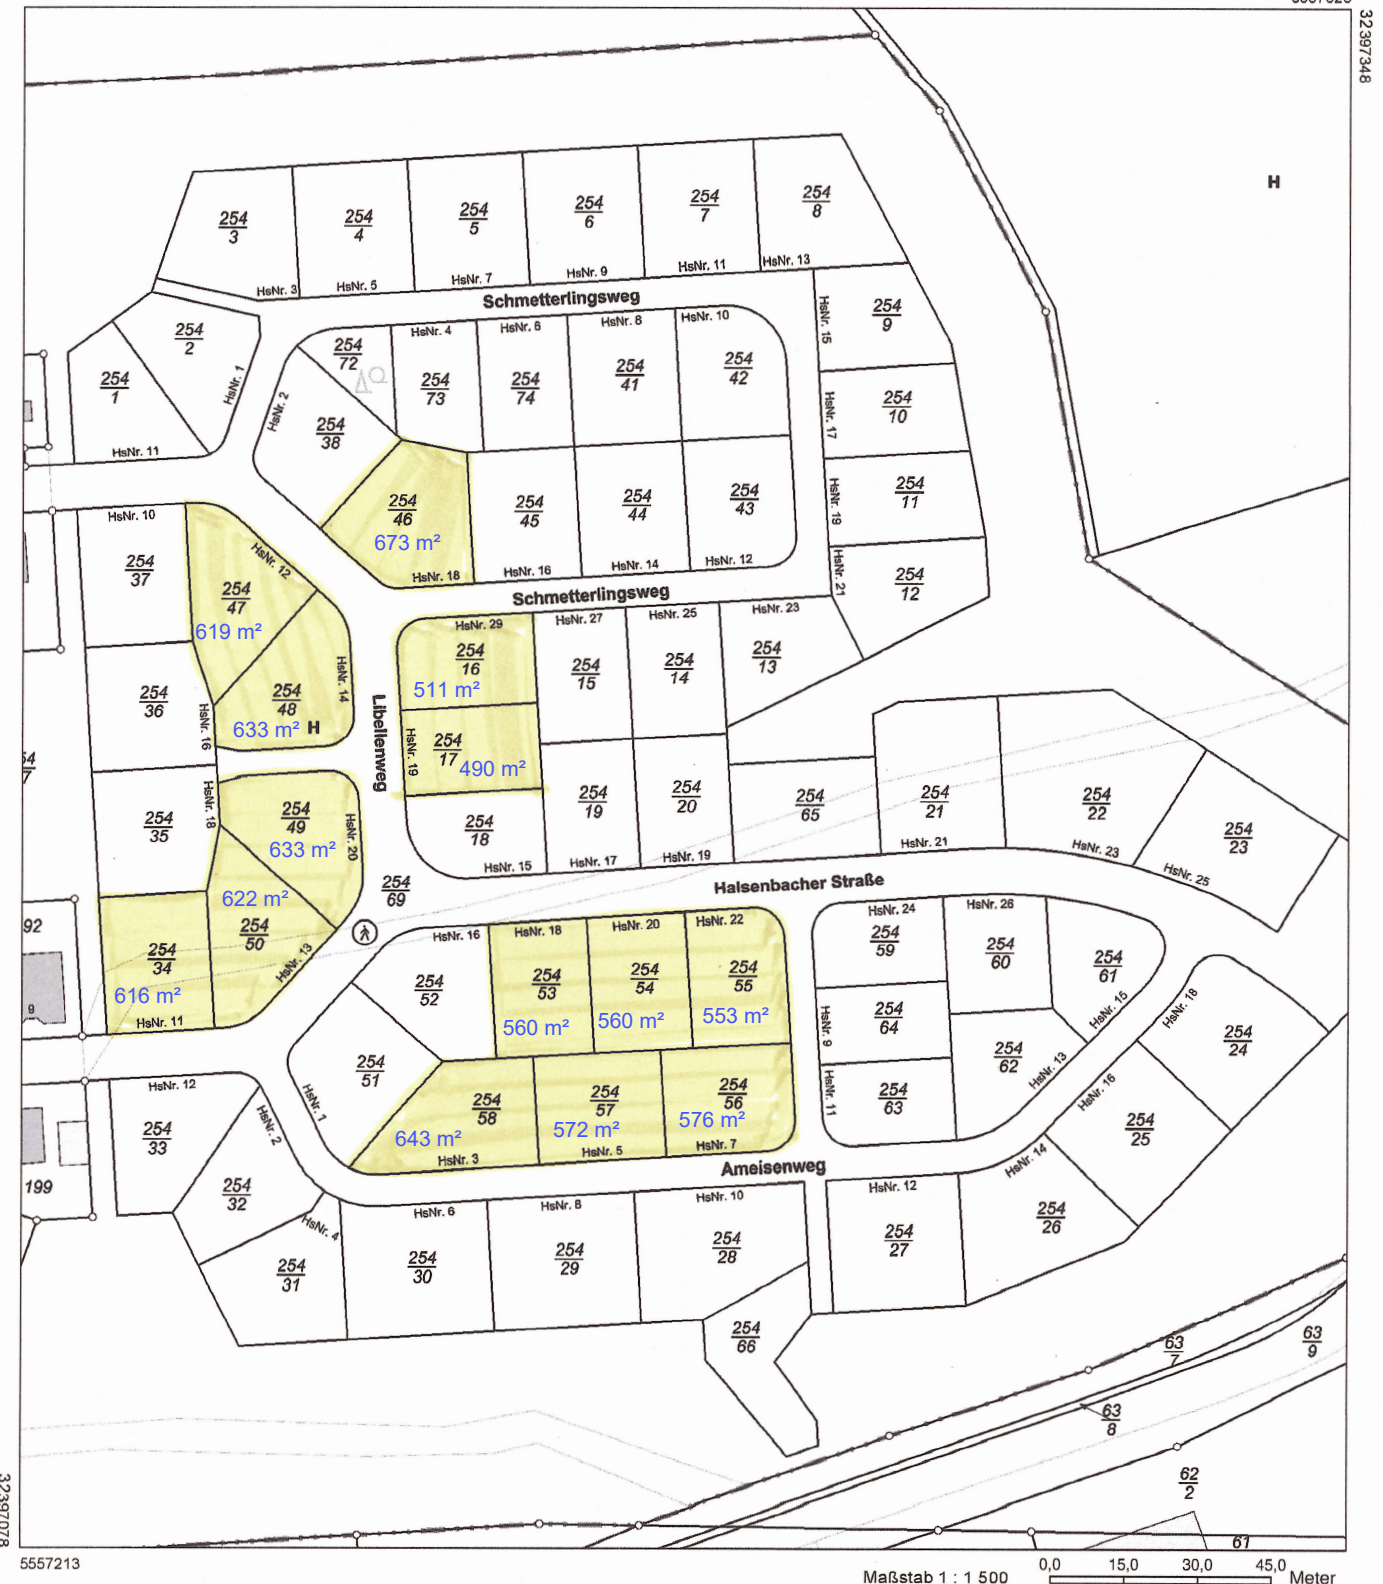 32397348
H
254
3
254
4
254
5
254
6
254
7
254
8
HsNr. 3
HsNr. 5
HsNr. 7
HsNr. 9
HsNr. 11
HsNr. 13
Schmetterlingsweg
254
2
254
1
HsNr. 1
HsNr. 11
254
72
HsNr. 4
HsNr. 6
HsNr. 8
HsNr. 10
254
73
254
74
254
41
254
42
HsNr. 15
254
9
HsNr. 2
254
38
HsNr. 17
254
10
254
46
673 m²
HsNr. 18
254
45
HsNr. 16
254
44
HsNr. 14
254
43
HsNr. 12
HsNr. 19
254
11
HsNr. 21
254
12
Schmetterlingsweg
HsNr. 10
254
37
HsNr. 12
254
47
619 m²
HsNr. 29
254
16
511 m²
HsNr. 27
254
15
HsNr. 25
254
14
HsNr. 23
254
13
254
36
HsNr. 16
254
48
633 m²
H
HsNr. 14
Libellenweg
HsNr. 19
254
17
490 m²
254
35
HsNr. 18
254
49
633 m²
HsNr. 20
254
18
HsNr. 15
254
19
HsNr. 17
254
20
HsNr. 19
254
65
254
21
HsNr. 21
254
22
HsNr. 23
254
23
HsNr. 25
622 m²
254
50
HsNr. 13
254
69
Halsenbacher Straße
92
9
254
34
616 m²
HsNr. 11
HsNr. 16
254
52
HsNr. 18
254
53
560 m²
HsNr. 20
254
54
560 m²
HsNr. 22
254
55
553 m²
HsNr. 24
254
59
HsNr. 26
254
60
254
61
HsNr. 15
HsNr. 9
254
64
254
62
HsNr. 13
HsNr. 18
254
24
254
51
HsNr. 1
254
58
643 m²
HsNr. 3
254
57
572 m²
HsNr. 5
254
56
576 m²
HsNr. 7
HsNr. 11
254
63
HsNr. 16
254
25
Ameisenweg
HsNr. 12
254
33
HsNr. 2
254
32
199
HsNr. 4
254
31
HsNr. 6
254
30
HsNr. 8
254
29
HsNr. 10
254
28
HsNr. 12
254
27
HsNr. 14
254
26
254
66
63
7
63
9
63
8
62
2
61
32397078
5557213
Maßstab 1 : 1 500
0,0 15,0 30,0 45,0
Meter